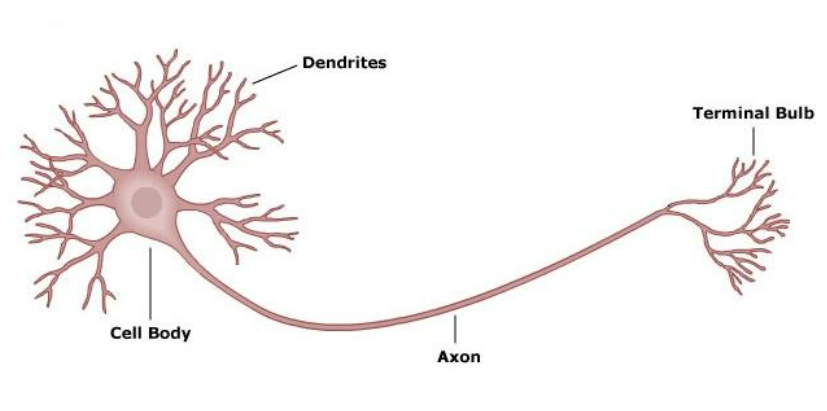 Dendrites
Terminal Bulb
Cell Body
Axon